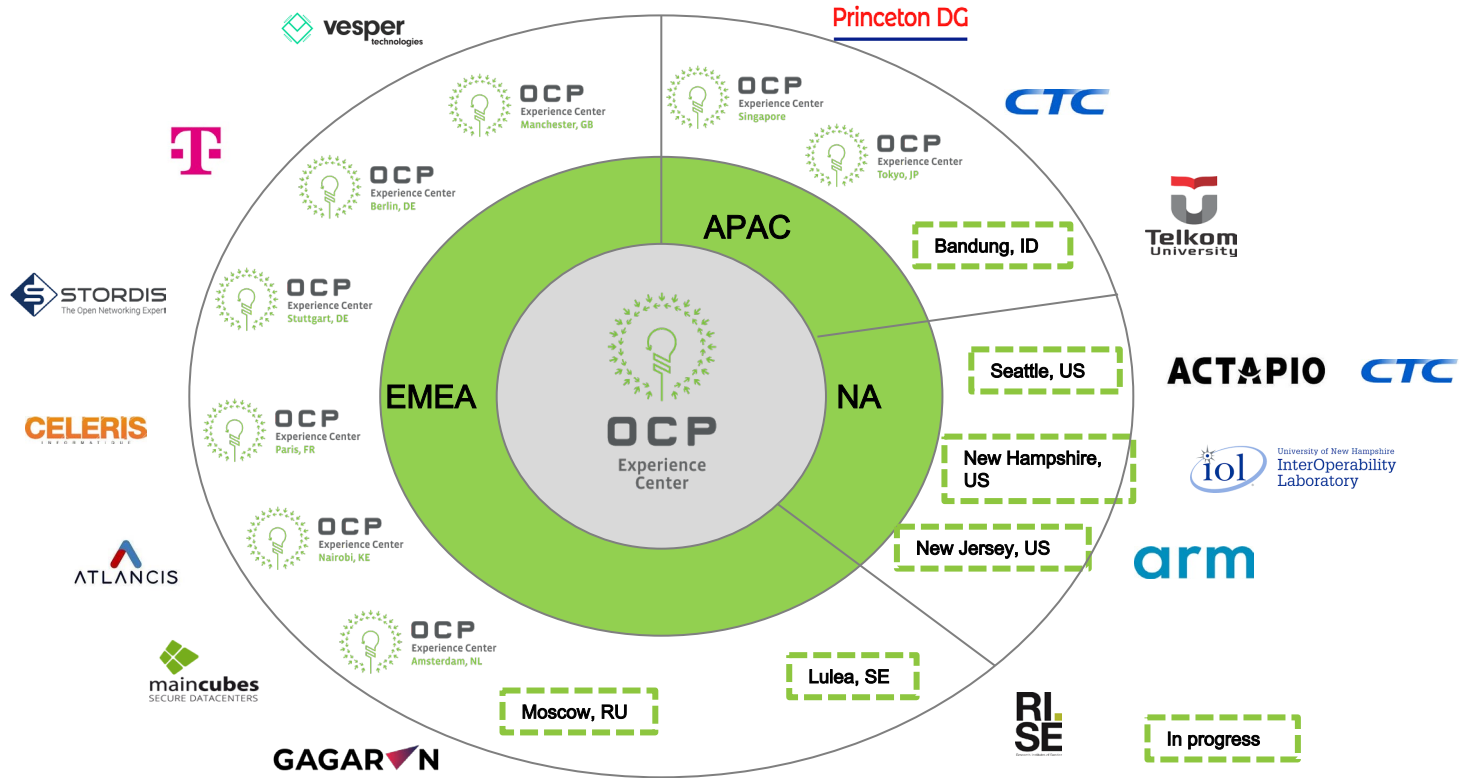 vesper
technologies
Princeton DG
OCP
Experience Center
Manchester, GB
OCP
Experience Center
Singapore
CTC
T
OCP
Experience Center
Berlin, DE
OCP
Experience Center
Tokyo, JP
Telkom
University
APAC
Bandung, ID
STORDIS
The Open Networking Expert
OCP
Experience Center
Stuttgart, DE
Seattle, US
ACTAPIO
CTC
CELERIS
INFORMATIQUE
OCP
Experience Center
Paris, FR
EMEA
OCP
Experience
Center
NA
New Hampshire,
US
iol
University of New Hampshire
InterOperability
Laboratory
ATLANCIS
OCP
Experience Center
Nairobi, KE
New Jersey, US
arm
maincubes
SECURE DATACENTERS
OCP
Experience Center
Amsterdam, NL
Lulea, SE
Moscow, RU
GAGARIN
RI.
SE
In progress